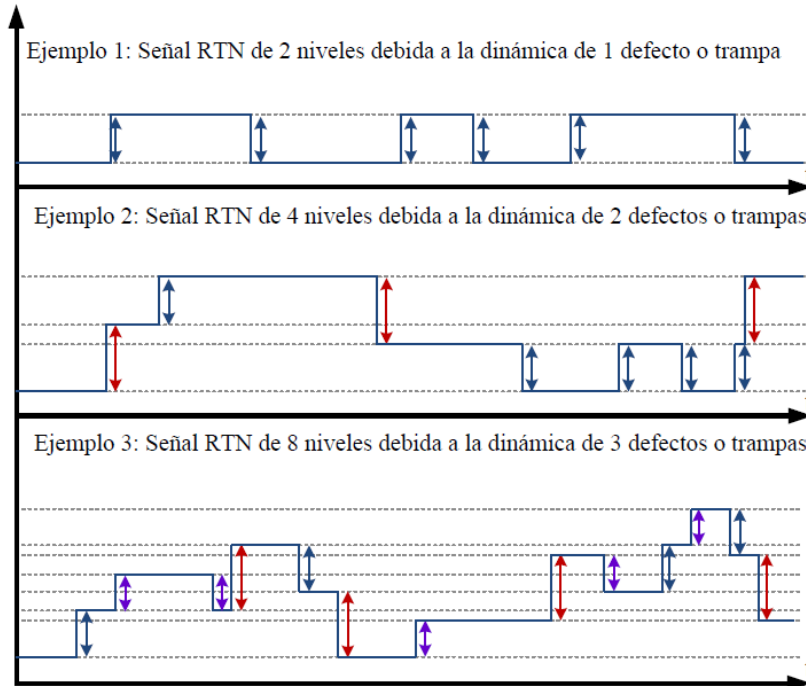 Ejemplo 1: Señal RTN de 2 niveles debida a la dinámica de 1 defecto o trampa
Ejemplo 2: Señal RTN de 4 niveles debida a la dinámica de 2 defectos o trampas
Ejemplo 3: Señal RTN de 8 niveles debida a la dinámica de 3 defectos o trampas